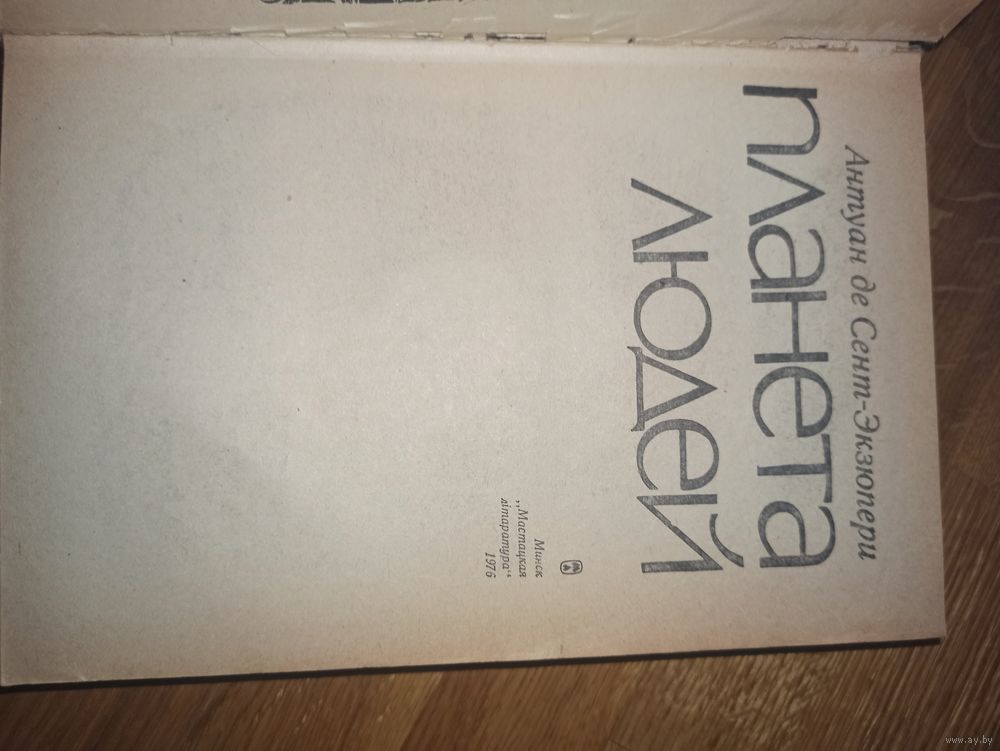 Антуан де Сент-Экзюпери
планета
людей
Минск
„Мастацкая
літаратура“
1976
www.ay.by